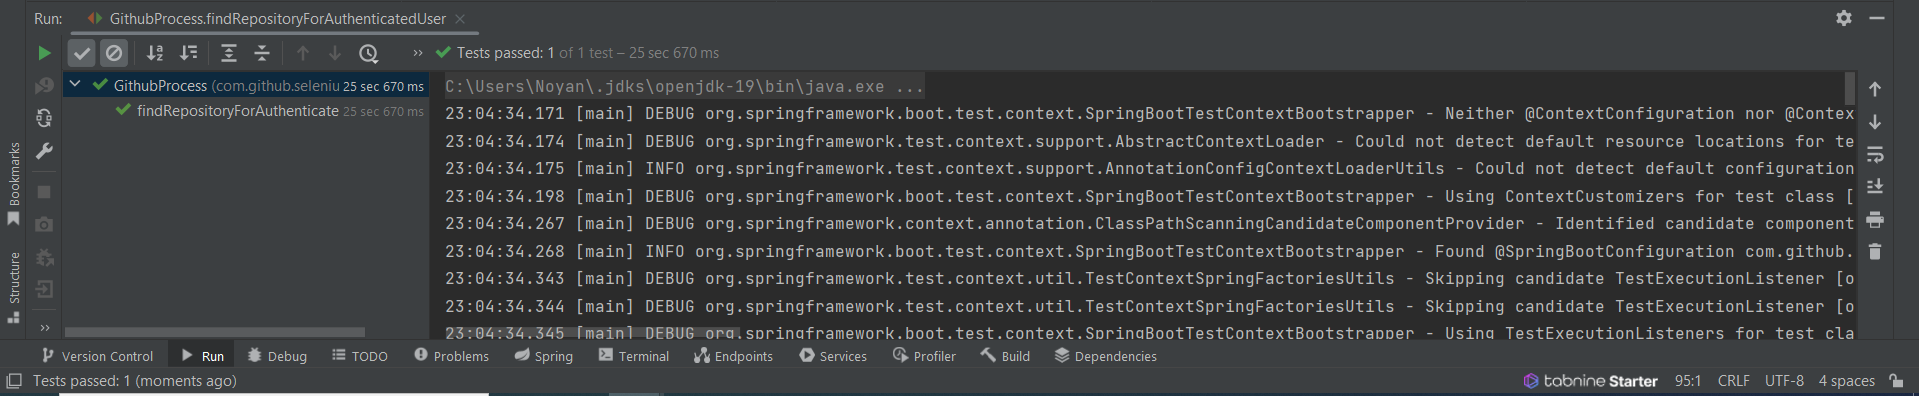 Run: GithubProcess.findRepositoryForAuthenticatedUser
Tests passed: 1 of 1 test – 25 sec 670 ms
GithubProcess (com.github.seleniu 25 sec 670 ms
findRepositoryForAuthenticate 25 sec 670 ms
C:\Users\Noyan\.jdks\openjdk-19\bin\java.exe ...
23:04:34.171 [main] DEBUG org.springframework.boot.test.context.SpringBootTestContextBootstrapper - Neither @ContextConfiguration nor @Contex
23:04:34.174 [main] DEBUG org.springframework.test.context.support.AbstractContextLoader - Could not detect default resource locations for te
23:04:34.175 [main] INFO org.springframework.test.context.support.AnnotationConfigContextLoaderUtils - Could not detect default configuration
23:04:34.198 [main] DEBUG org.springframework.boot.test.context.SpringBootTestContextBootstrapper - Using ContextCustomizers for test class [
23:04:34.267 [main] DEBUG org.springframework.context.annotation.ClassPathScanningCandidateComponentProvider - Identified candidate component
23:04:34.268 [main] INFO org.springframework.boot.test.context.SpringBootTestContextBootstrapper - Found @SpringBootConfiguration com.github.
23:04:34.343 [main] DEBUG org.springframework.test.context.util.TestContextSpringFactoriesUtils - Skipping candidate TestExecutionListener [o
23:04:34.344 [main] DEBUG org.springframework.test.context.util.TestContextSpringFactoriesUtils - Skipping candidate TestExecutionListener [o
23:04:34.345 [main] DEBUG org.springframework.boot.test.context.SpringBootTestContextBootstrapper - Using TestExecutionListeners for test cla
Bookmarks
Structure
Version Control Run Debug TODO Problems Spring Terminal Endpoints Services Profiler Build Dependencies
Tests passed: 1 (moments ago) tabnine Starter 95:1 CRLF UTF-8 4 spaces